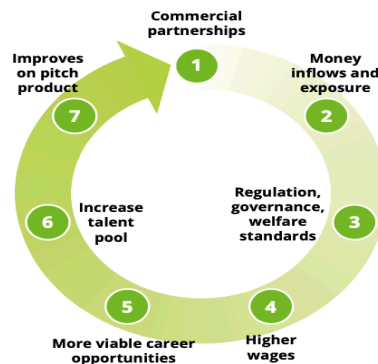 Commercial
partnerships
1
Money
inflows and
exposure
2
Regulation,
governance,
welfare
standards
3
Higher
wages
4
More viable career
opportunities
5
Increase
talent
pool
6
Improves
on pitch
product
7